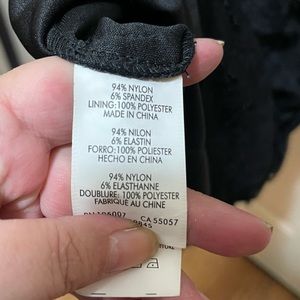 94% NYLON
6% SPANDEX
LINING: 100% POLYESTER
MADE IN CHINA
94% NILON
6% ELASTIN
FORRO: 100% POLIESTER
HECHO EN CHINA
94% NYLON
6% ELASTHANNE
DOUBLURE: 100% POLYESTER
FABRIQUÉ AU CHINE
CA 55057